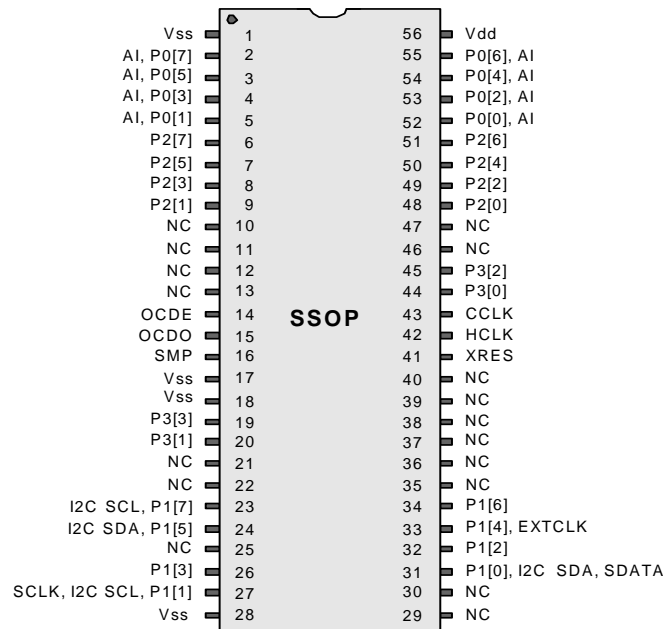 Vss 1 56 Vdd
AI, P0[7] 2 55 P0[6], AI
AI, P0[5] 3 54 P0[4], AI
AI, P0[3] 4 53 P0[2], AI
AI, P0[1] 5 52 P0[0], AI
P2[7] 6 51 P2[6]
P2[5] 7 50 P2[4]
P2[3] 8 49 P2[2]
P2[1] 9 48 P2[0]
NC 10 47 NC
NC 11 46 NC
NC 12 45 P3[2]
NC 13 44 P3[0]
OCDE 14 SSOP 43 CCLK
OCDO 15 42 HCLK
SMP 16 41 XRES
Vss 17 40 NC
Vss 18 39 NC
P3[3] 19 38 NC
P3[1] 20 37 NC
NC 21 36 NC
NC 22 35 NC
I2C SCL, P1[7] 23 34 P1[6]
I2C SDA, P1[5] 24 33 P1[4], EXTCLK
NC 25 32 P1[2]
P1[3] 26 31 P1[0], I2C SDA, SDATA
SCLK, I2C SCL, P1[1] 27 30 NC
Vss 28 29 NC